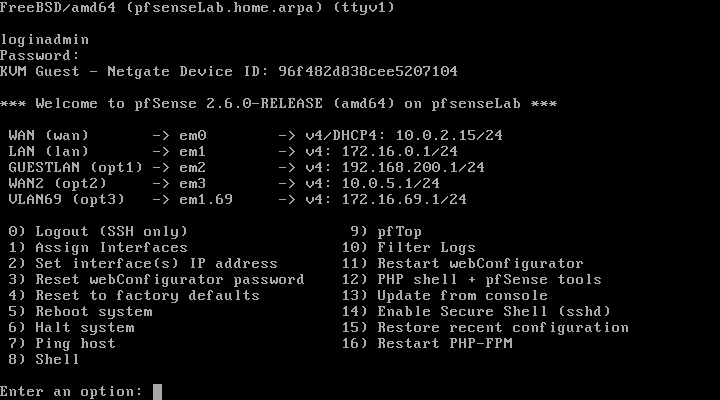 FreeBSD/amd64 (pfsenseLab.home.arpa) (ttyv1)
loginadmin
Password:
KVM Guest - Netgate Device ID: 96f482d838cee5207104
*** Welcome to pfSense 2.6.0-RELEASE (amd64) on pfsenseLab ***
WAN (wan) -> em0 -> v4/DHCP4: 10.0.2.15/24
LAN (lan) -> em1 -> v4: 172.16.0.1/24
GUESTLAN (opt1) -> em2 -> v4: 192.168.200.1/24
WAN2 (opt2) -> em3 -> v4: 10.0.5.1/24
VLAN69 (opt3) -> em1.69 -> v4: 172.16.69.1/24
0) Logout (SSH only) 9) pfTop
1) Assign Interfaces 10) Filter Logs
2) Set interface(s) IP address 11) Restart webConfigurator
3) Reset webConfigurator password 12) PHP shell + pfSense tools
4) Reset to factory defaults 13) Update from console
5) Reboot system 14) Enable Secure Shell (sshd)
6) Halt system 15) Restore recent configuration
7) Ping host 16) Restart PHP-FPM
8) Shell
Enter an option: